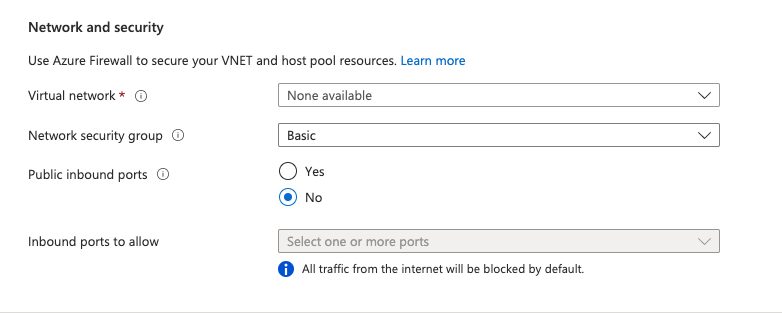 Network and security
Use Azure Firewall to secure your VNET and host pool resources. Learn more
Virtual network *
None available
Network security group
Basic
Public inbound ports
Yes
No
Inbound ports to allow
Select one or more ports
All traffic from the internet will be blocked by default.